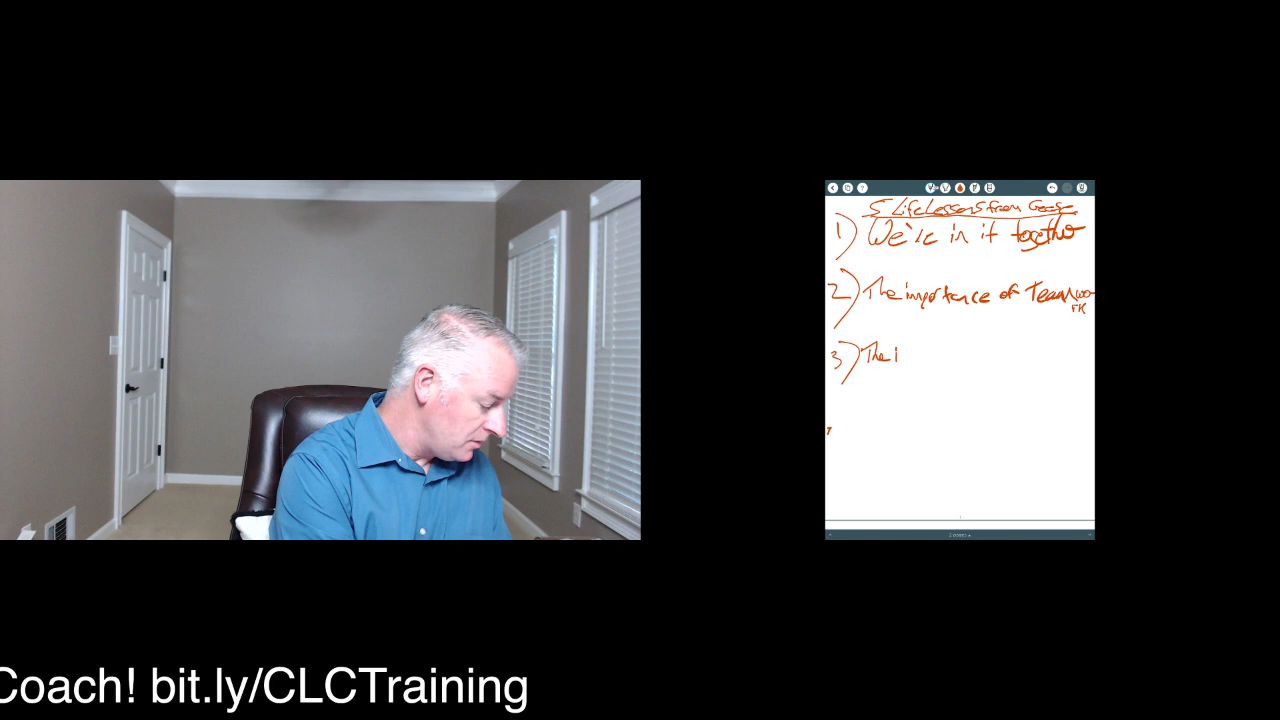 5 Life Lessons from Geese
1) We're in it together
2) The importance of Teamwo
rk
3) The i
Coach! bit.ly/CLCTraining